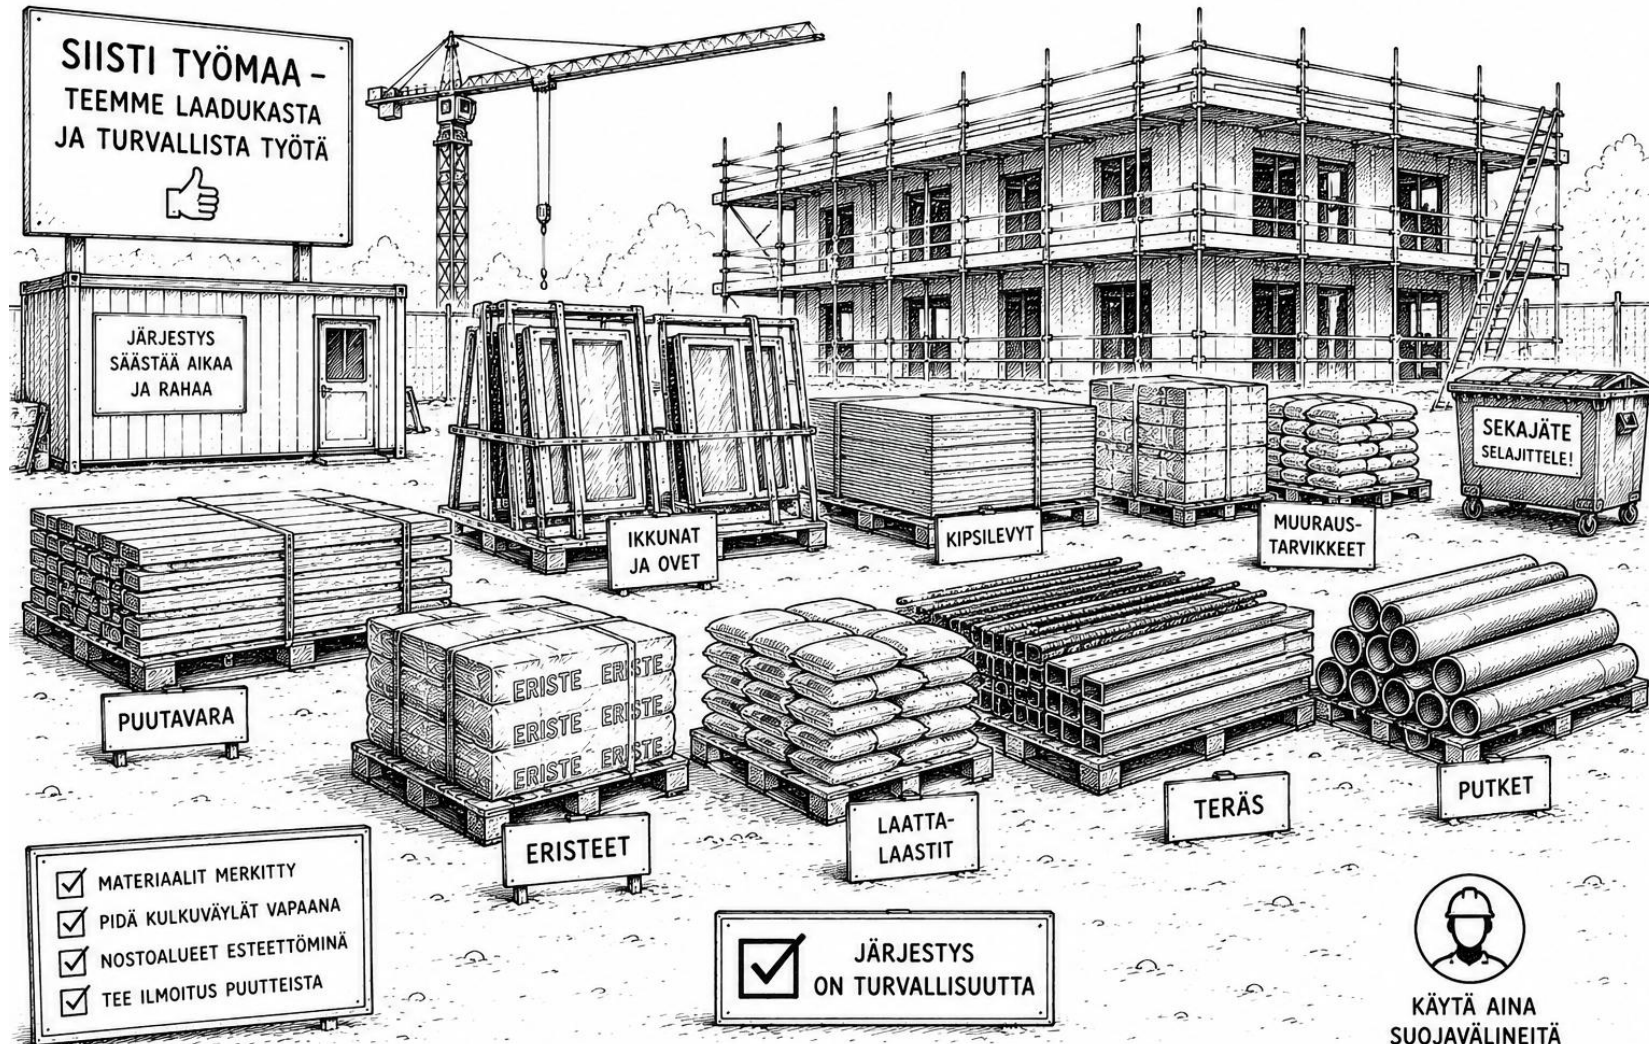 SIISTI TYÖMAA –
TEEMME LAADUKASTA
JA TURVALLISTA TYÖTÄ
JÄRJESTYS
SÄÄSTÄÄ AIKAA
JA RAHAA
IKKUNAT
JA OVET
KIPSILEVYT
MUURAUS-
TARVIKKEET
SEKAJÄTE
SELAJITTELE!
PUUTAVARA
ERISTE ERISTE
ERISTE ERISTE
ERISTE ERISTE
ERISTEET
LAATTA-
LAASTIT
TERÄS
PUTKET
MATERIAALIT MERKITTY
PIDÄ KULKUVÄYLÄT VAPAANA
NOSTOALUEET ESTEETTÖMINÄ
TEE ILMOITUS PUUTTEISTA
JÄRJESTYS
ON TURVALLISUUTTA
KÄYTÄ AINA
SUOJAVÄLINEITÄ